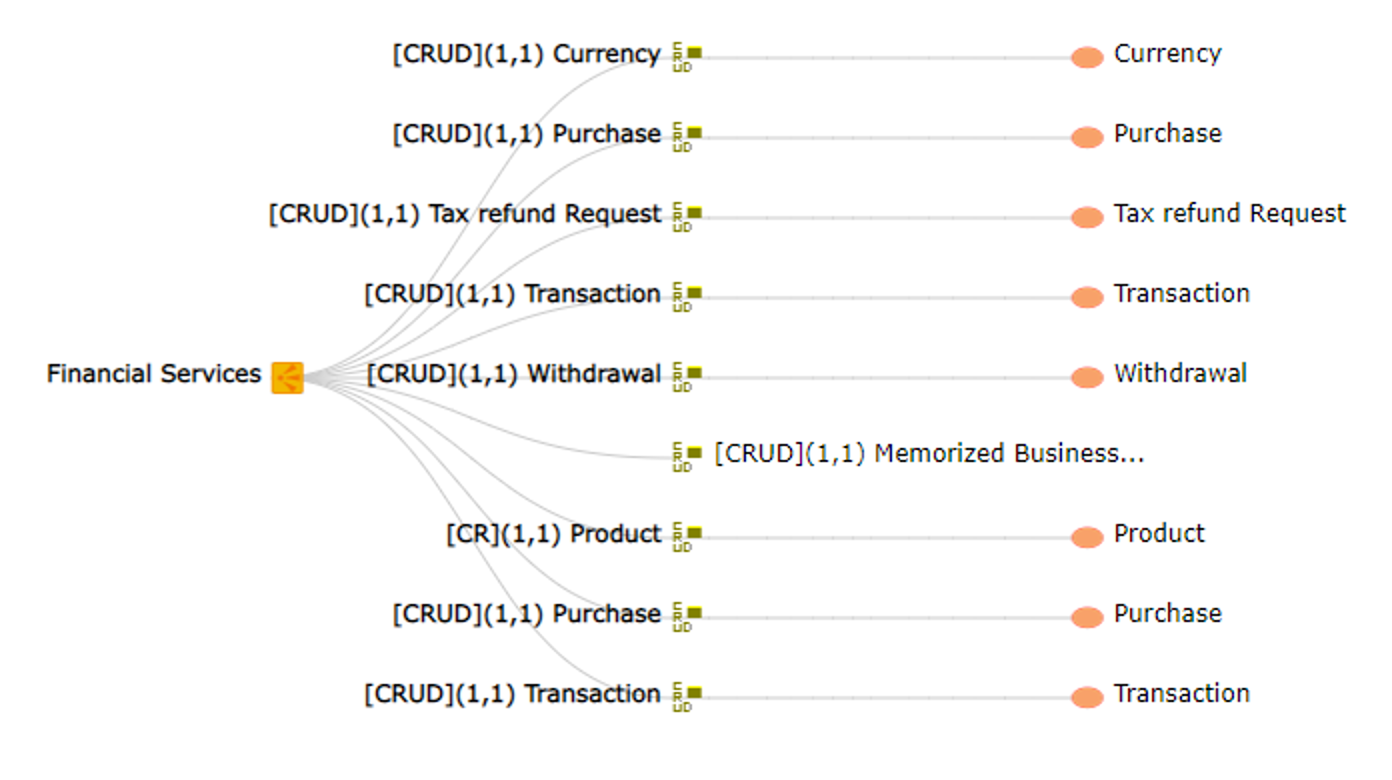 [CRUD](1,1) Currency Currency
[CRUD](1,1) Purchase Purchase
[CRUD](1,1) Tax refund Request Tax refund Request
[CRUD](1,1) Transaction Transaction
Financial Services [CRUD](1,1) Withdrawal Withdrawal
[CRUD](1,1) Memorized Business...
[CR](1,1) Product Product
[CRUD](1,1) Purchase Purchase
[CRUD](1,1) Transaction Transaction